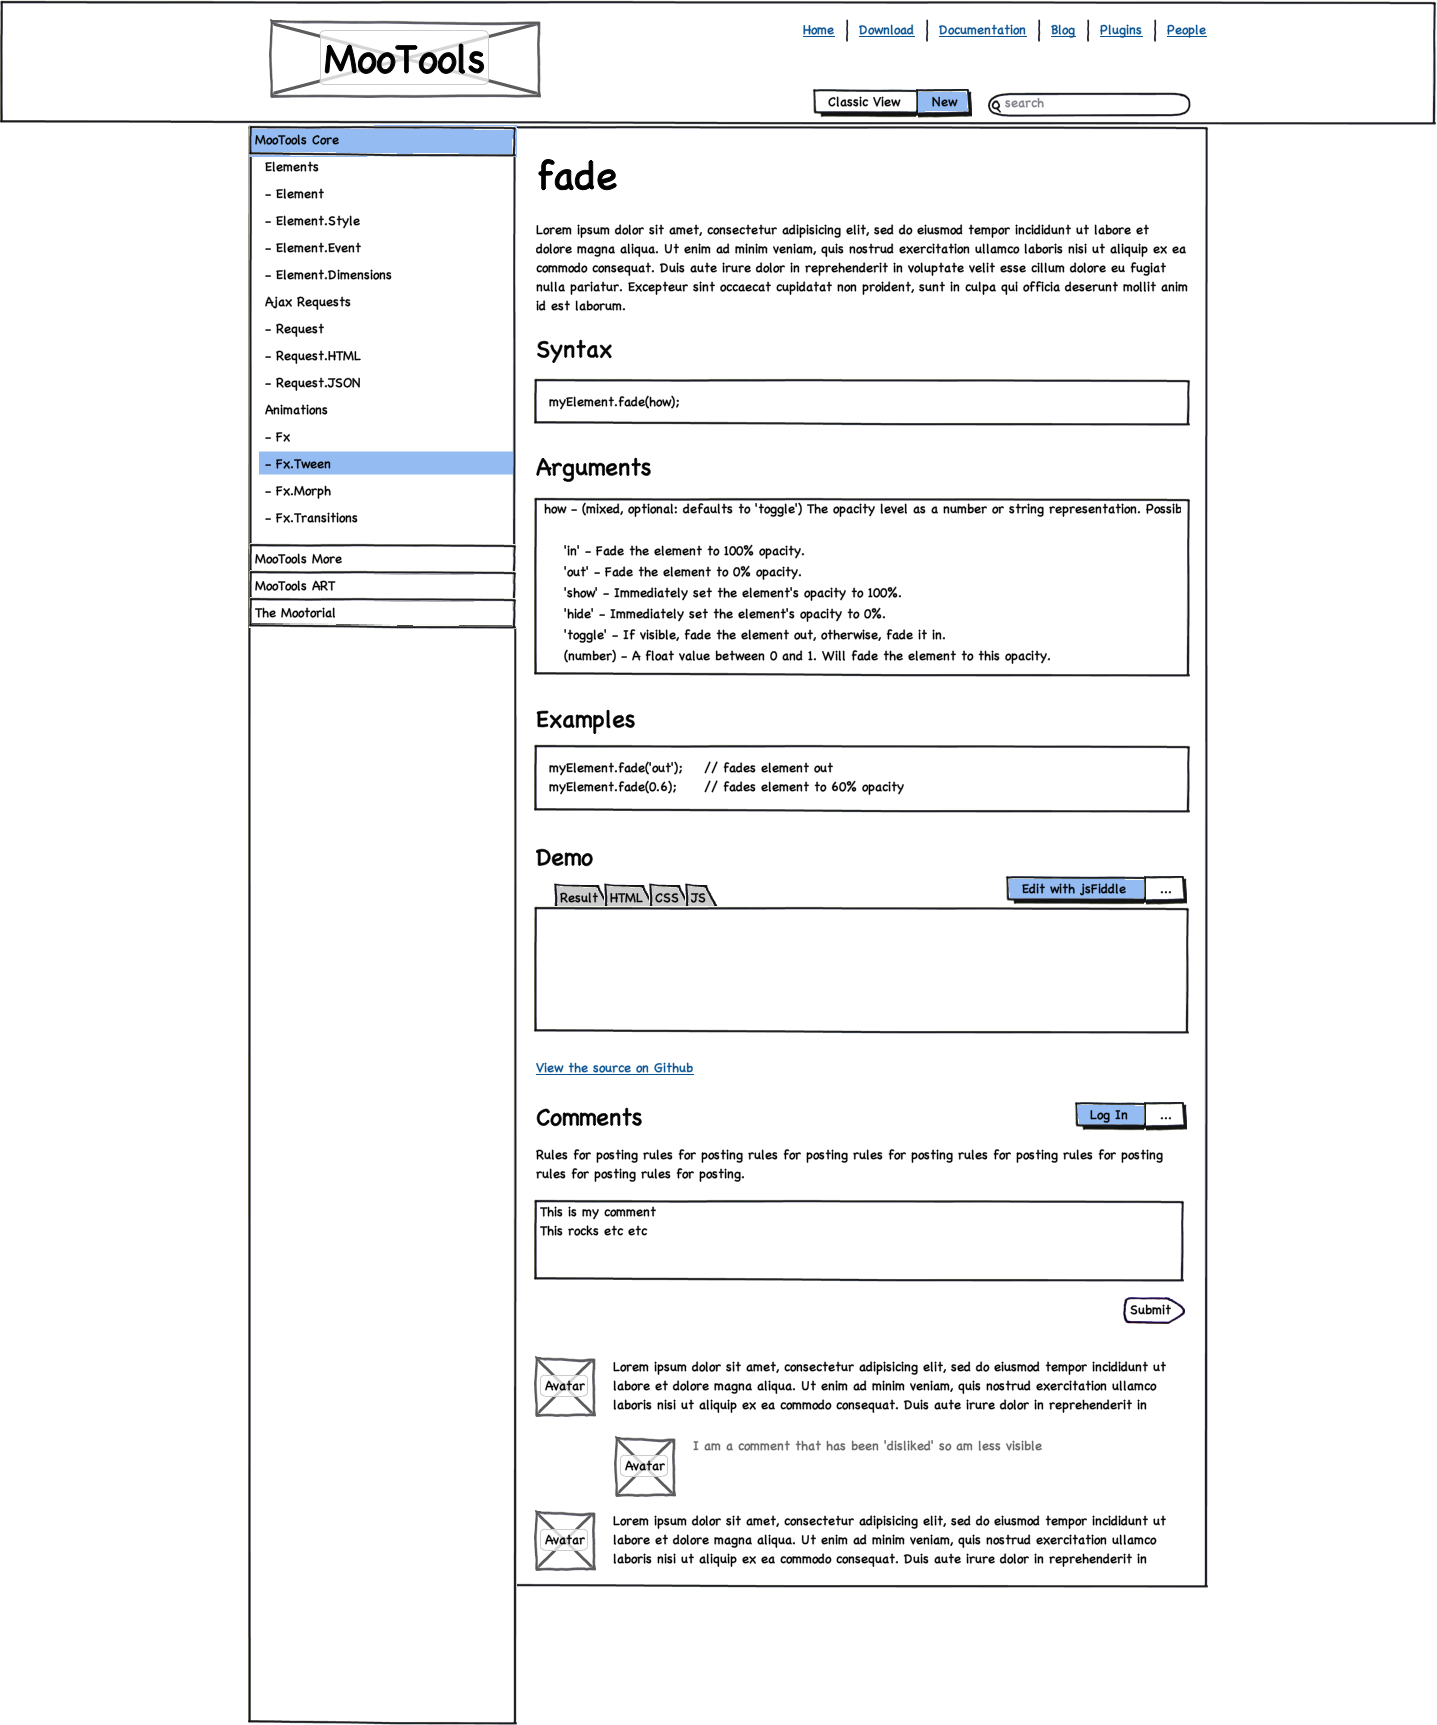 MooTools
Home Download Documentation Blog Plugins People
Classic View New search
MooTools Core
Elements
- Element
- Element.Style
- Element.Event
- Element.Dimensions
Ajax Requests
- Request
- Request.HTML
- Request.JSON
Animations
- Fx
- Fx.Tween
- Fx.Morph
- Fx.Transitions
MooTools More
MooTools ART
The Mootorial
fade
Lorem ipsum dolor sit amet, consectetur adipisicing elit, sed do eiusmod tempor incididunt ut labore et
dolore magna aliqua. Ut enim ad minim veniam, quis nostrud exercitation ullamco laboris nisi ut aliquip ex ea
commodo consequat. Duis aute irure dolor in reprehenderit in voluptate velit esse cillum dolore eu fugiat
nulla pariatur. Excepteur sint occaecat cupidatat non proident, sunt in culpa qui officia deserunt mollit anim
id est laborum.
Syntax
myElement.fade(how);
Arguments
how - (mixed, optional: defaults to 'toggle') The opacity level as a number or string representation. Possib
'in' - Fade the element to 100% opacity.
'out' - Fade the element to 0% opacity.
'show' - Immediately set the element's opacity to 100%.
'hide' - Immediately set the element's opacity to 0%.
'toggle' - If visible, fade the element out, otherwise, fade it in.
(number) - A float value between 0 and 1. Will fade the element to this opacity.
Examples
myElement.fade('out'); // fades element out
myElement.fade(0.6); // fades element to 60% opacity
Demo
Result HTML CSS JS Edit with jsFiddle ...
View the source on Github
Comments Log In ...
Rules for posting rules for posting rules for posting rules for posting rules for posting rules for posting
rules for posting rules for posting.
This is my comment
This rocks etc etc
Submit
Avatar
Lorem ipsum dolor sit amet, consectetur adipisicing elit, sed do eiusmod tempor incididunt ut
labore et dolore magna aliqua. Ut enim ad minim veniam, quis nostrud exercitation ullamco
laboris nisi ut aliquip ex ea commodo consequat. Duis aute irure dolor in reprehenderit in
Avatar
I am a comment that has been 'disliked' so am less visible
Avatar
Lorem ipsum dolor sit amet, consectetur adipisicing elit, sed do eiusmod tempor incididunt ut
labore et dolore magna aliqua. Ut enim ad minim veniam, quis nostrud exercitation ullamco
laboris nisi ut aliquip ex ea commodo consequat. Duis aute irure dolor in reprehenderit in